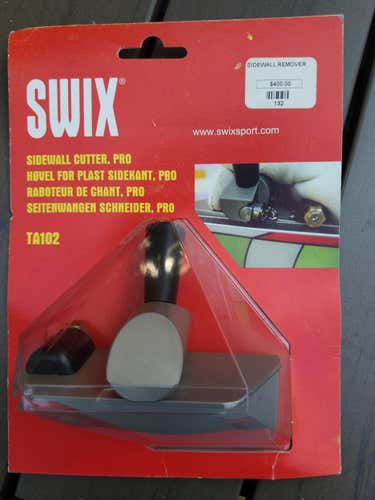 SWIX®
SIDEWALL REMOVER
$400.00
132
www.swixsport.com
SIDEWALL CUTTER, PRO
HØVEL FOR PLAST SIDEKANT, PRO
RABOTEUR DE CHANT, PRO
SEITENWANGEN SCHNEIDER, PRO
TA102